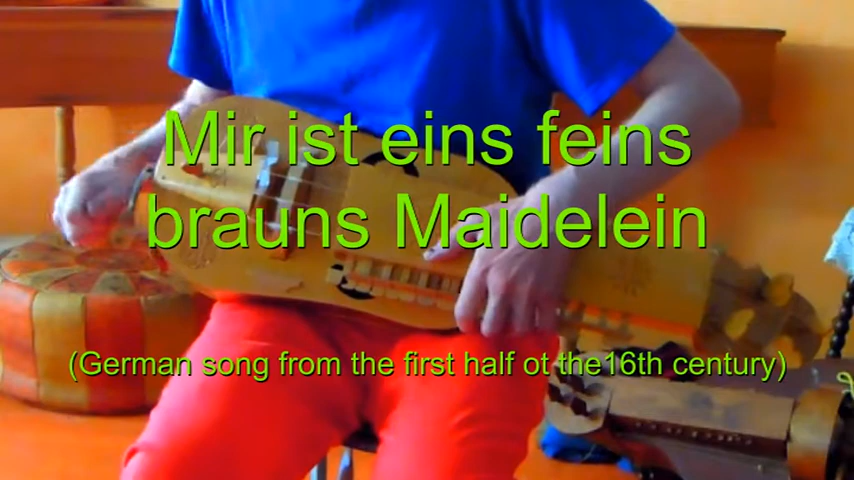 Mir ist eins feins
brauns Maidelein
(German song from the first half ot the16th century)